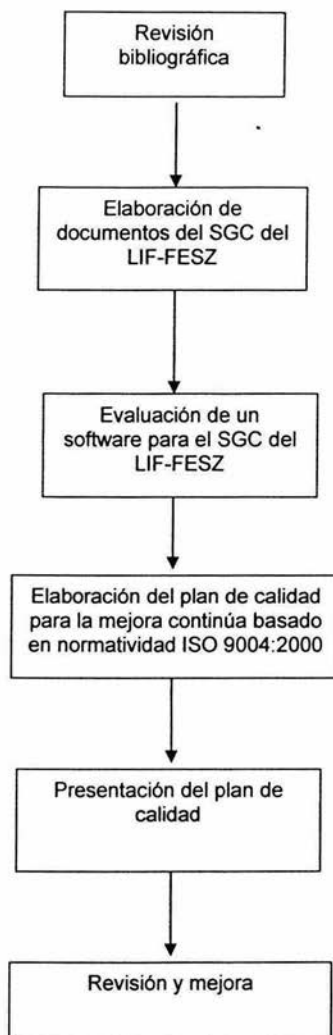 Revisión
bibliográfica
Elaboración de
documentos del SGC del
LIF-FESZ
Evaluación de un
software para el SGC del
LIF-FESZ
Elaboración del plan de calidad
para la mejora continúa basado
en normatividad ISO 9004:2000
Presentación del plan de
calidad
Revisión y mejora